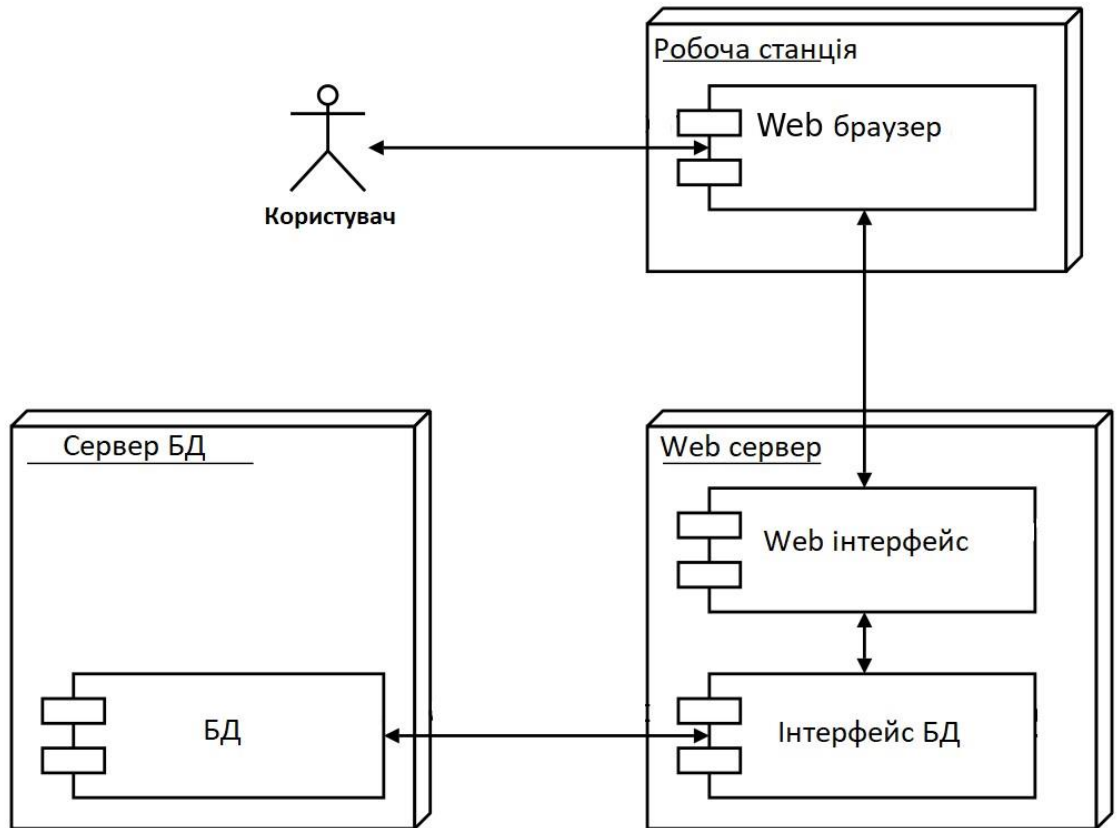 Робоча станція
Web браузер
Користувач
Сервер БД
Web сервер
Web інтерфейс
БД
Інтерфейс БД